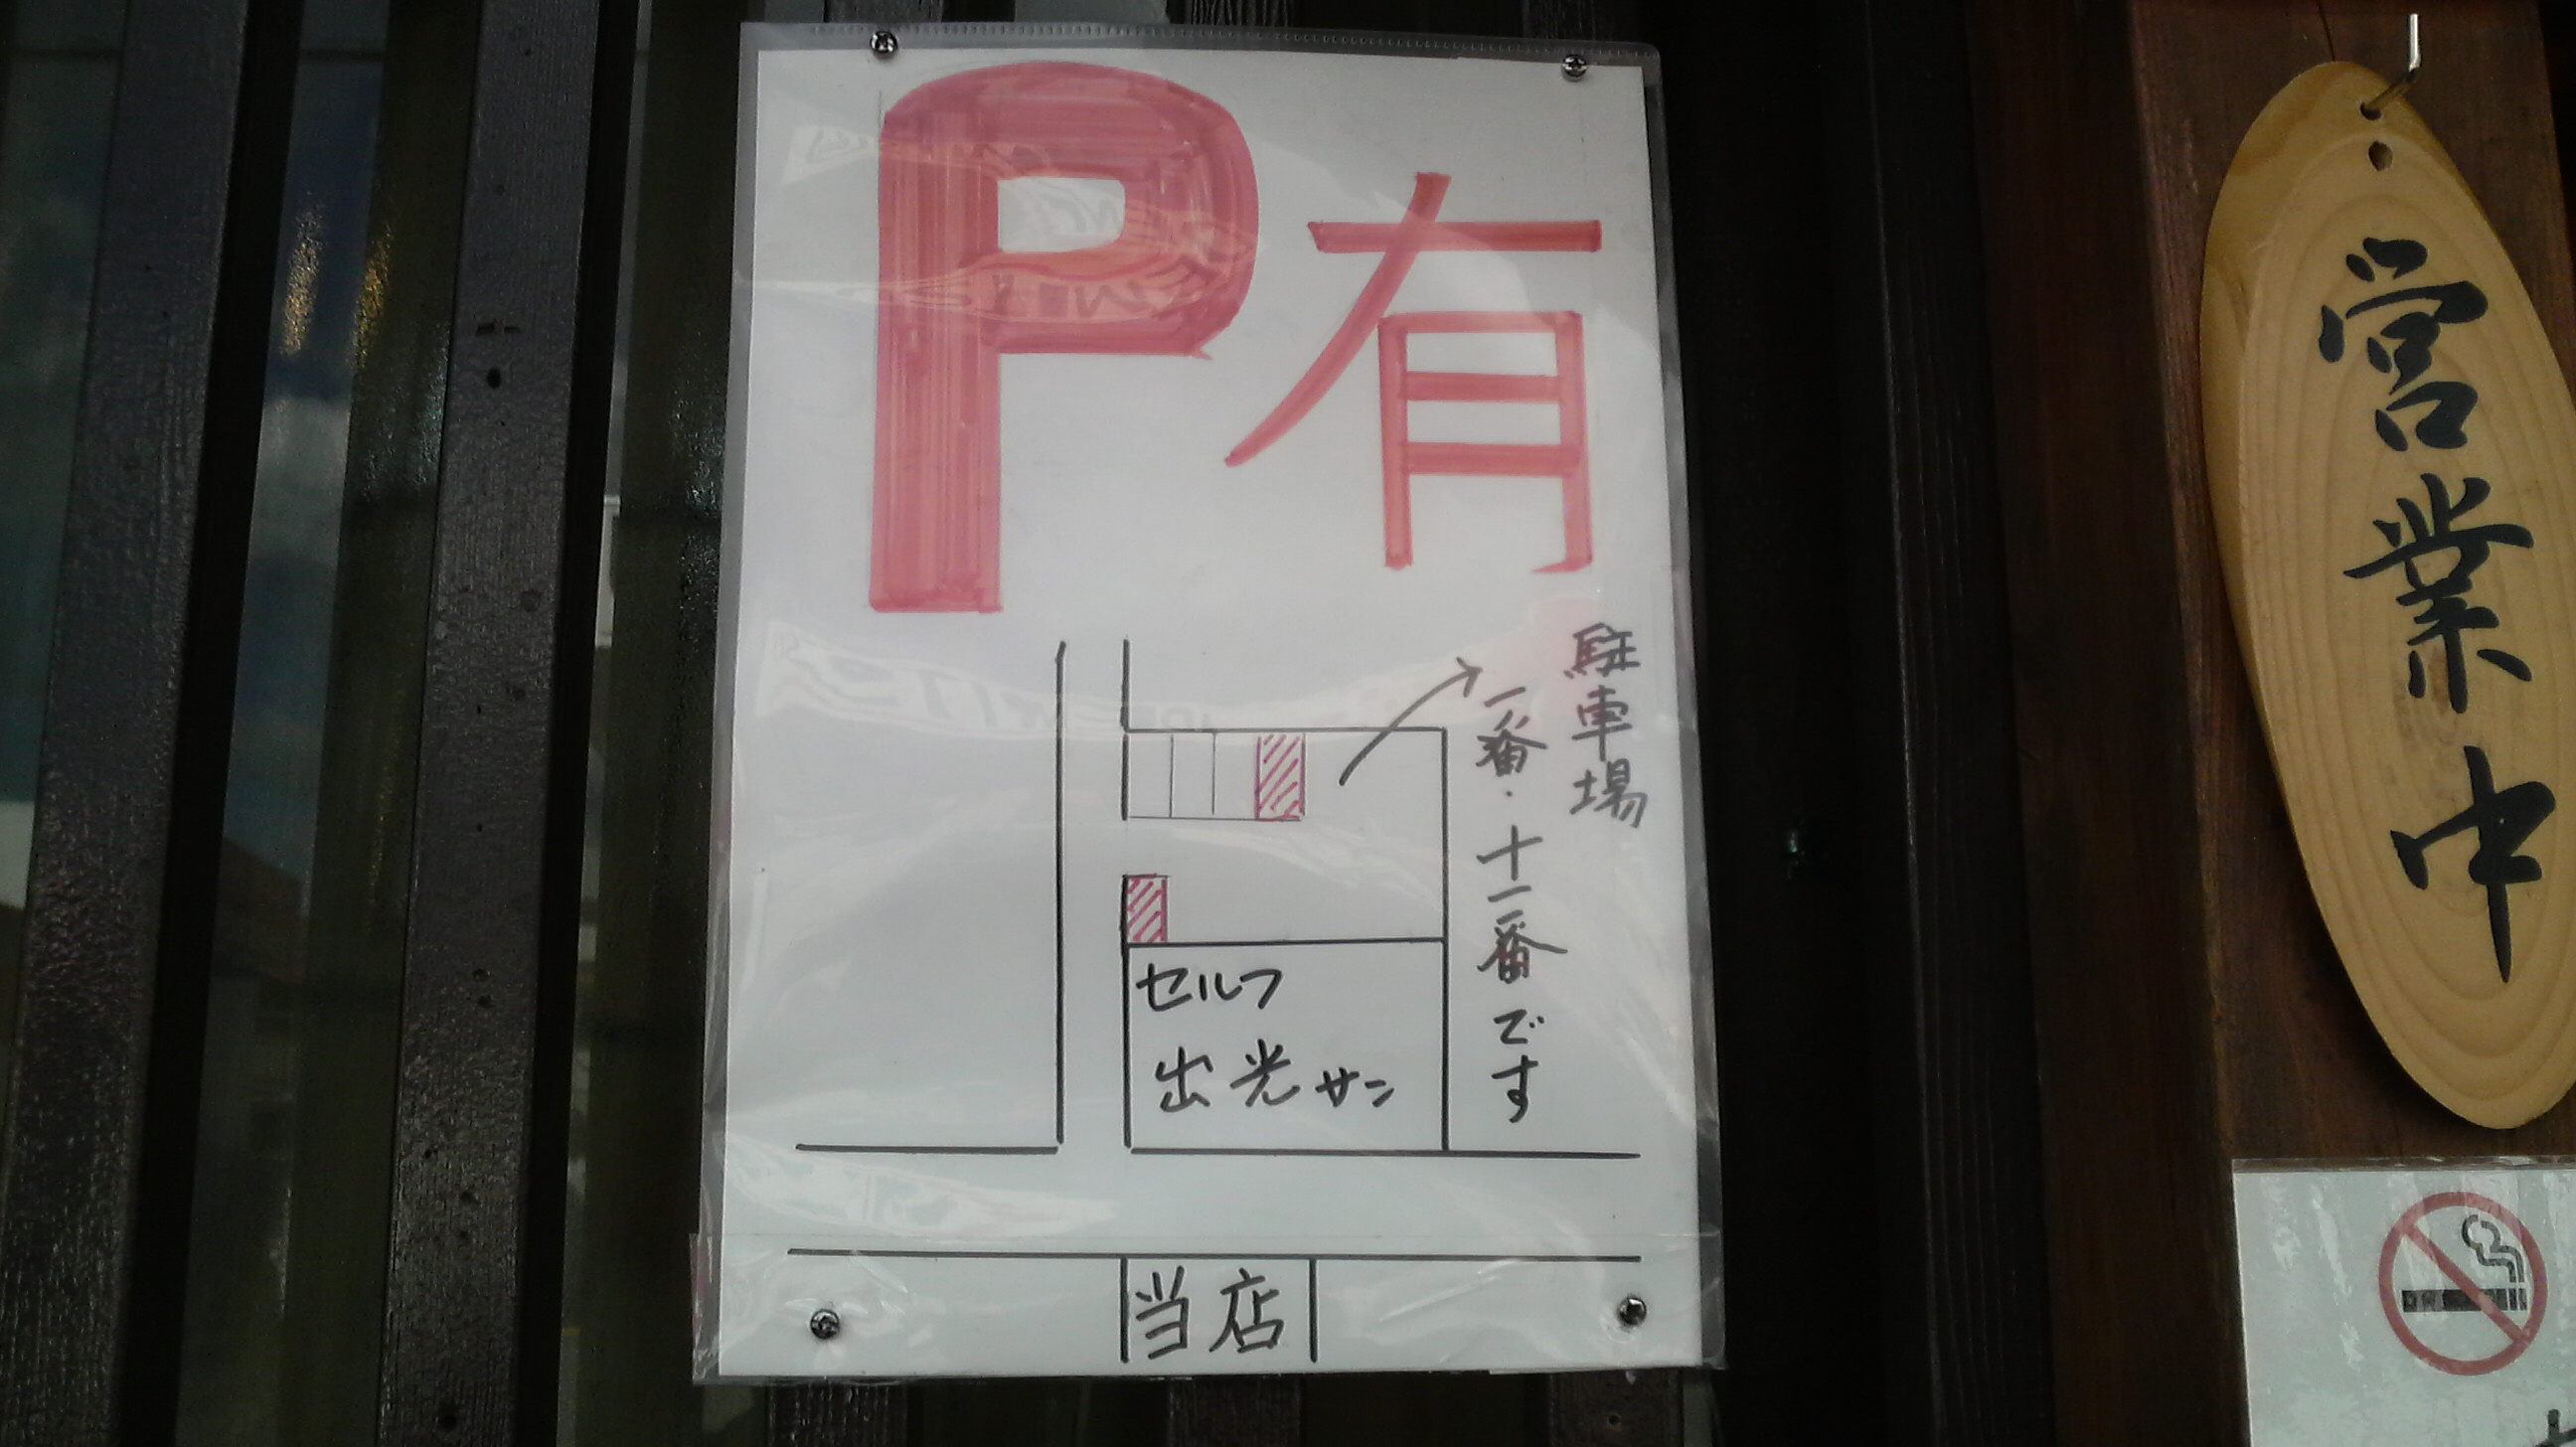 P有
駐車場
一番・十一番です
セルフ
出光サン
当店
営業中